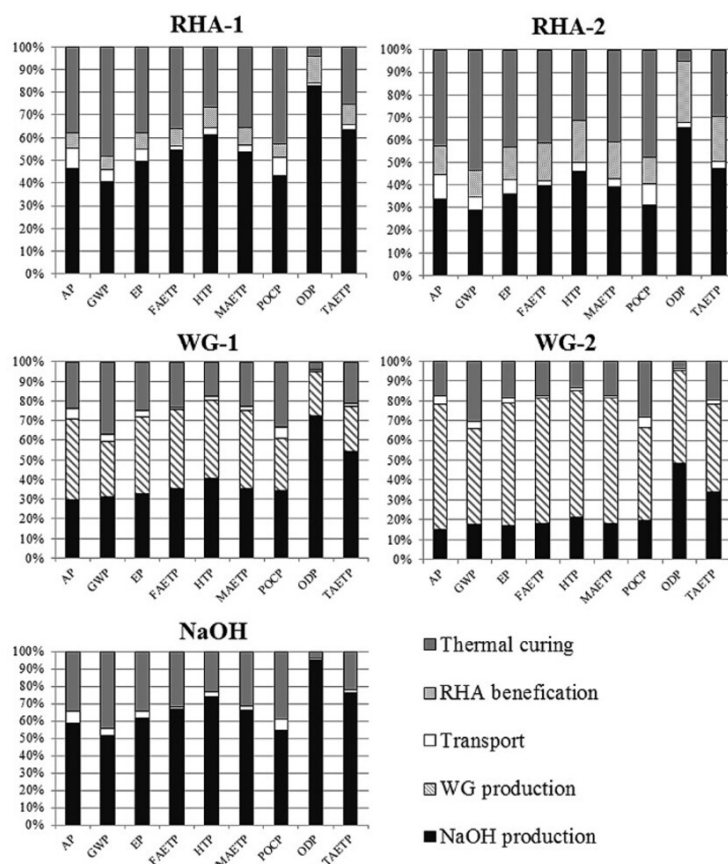 RHA-1
100%
90%
80%
70%
60%
50%
40%
30%
20%
10%
0%
AP
GWP
EP
FAETP
HTP
MAETP
POCP
ODP
TAETP
RHA-2
100%
90%
80%
70%
60%
50%
40%
30%
20%
10%
0%
AP
GWP
EP
FAETP
HTP
MAETP
POCP
ODP
TAETP
WG-1
100%
90%
80%
70%
60%
50%
40%
30%
20%
10%
0%
AP
GWP
EP
FAETP
HTP
MAETP
POCP
ODP
TAETP
WG-2
100%
90%
80%
70%
60%
50%
40%
30%
20%
10%
0%
AP
GWP
EP
FAETP
HTP
MAETP
POCP
ODP
TAETP
NaOH
100%
90%
80%
70%
60%
50%
40%
30%
20%
10%
0%
AP
GWP
EP
FAETP
HTP
MAETP
POCP
ODP
TAETP
Thermal curing
RHA benefication
Transport
WG production
NaOH production